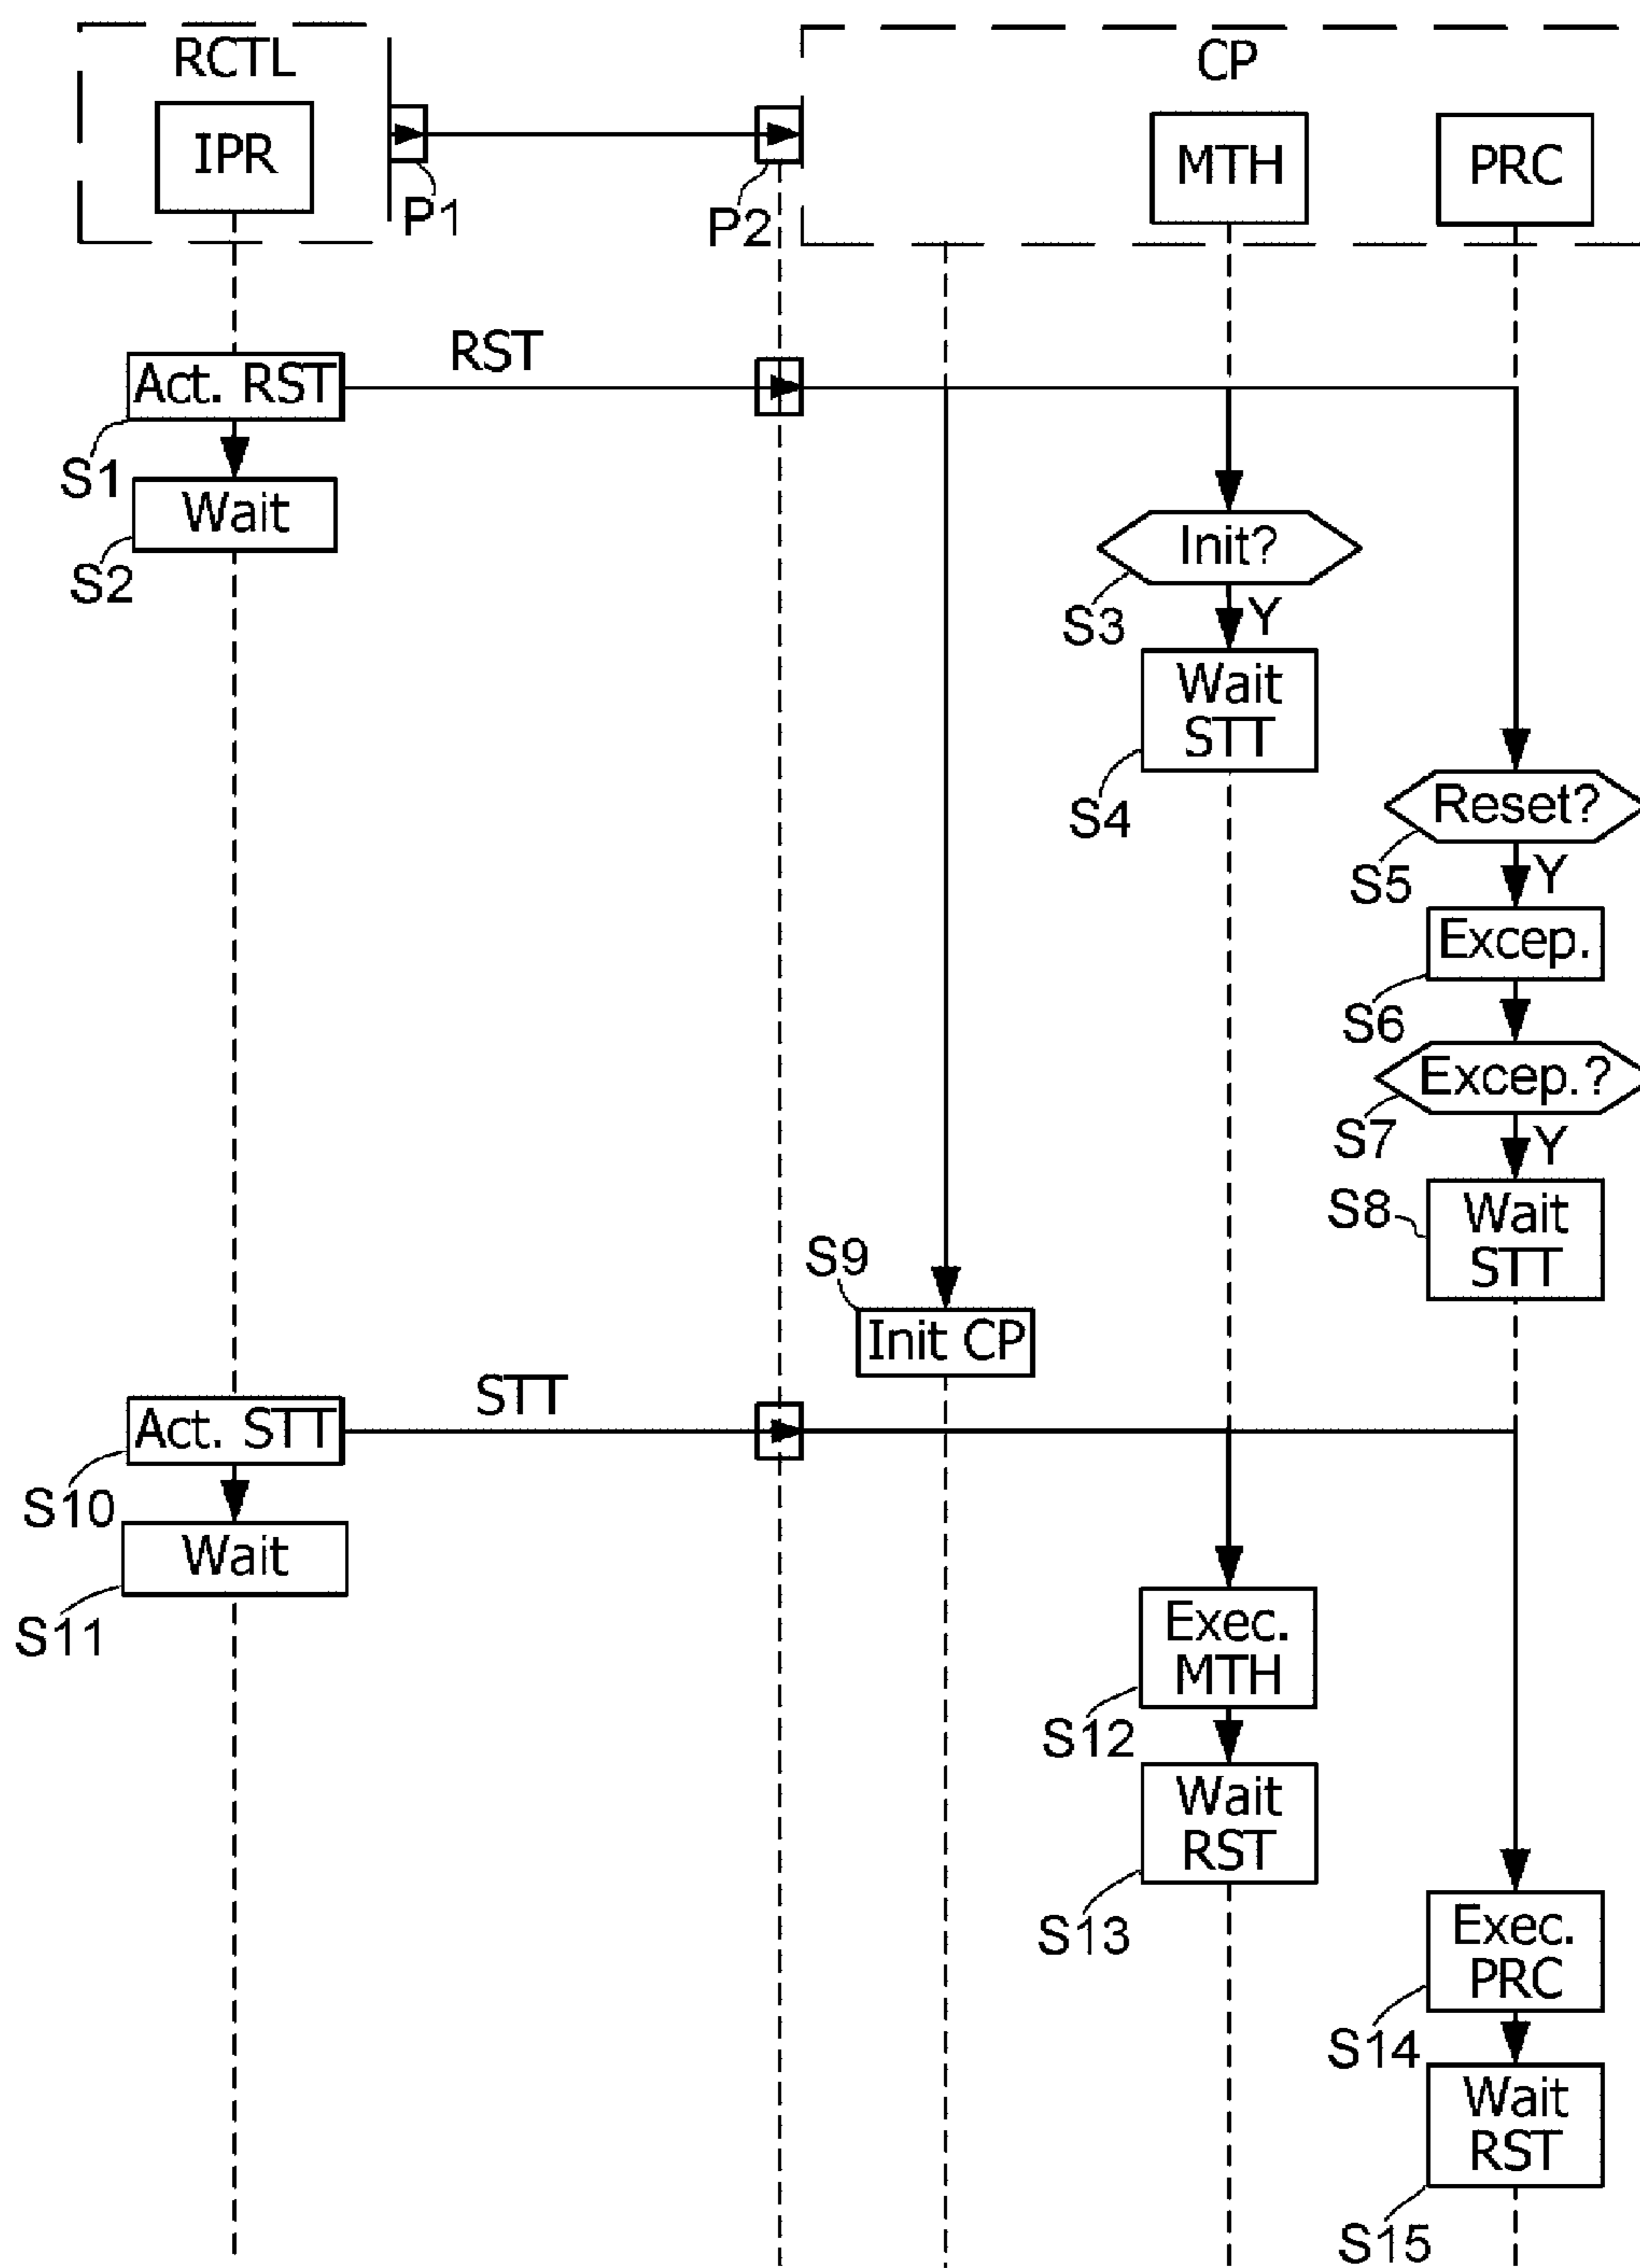 RCTL
CP
IPR
MTH
PRC
P1
P2
RST
Act. RST
S1
Wait
S2
Init?
S3
Y
Wait
STT
S4
Reset?
S5
Y
Excep.
S6
Excep.?
S7
Y
Wait
STT
S8
S9
Init CP
STT
Act. STT
S10
Wait
S11
Exec.
MTH
S12
Wait
RST
S13
Exec.
PRC
S14
Wait
RST
S15